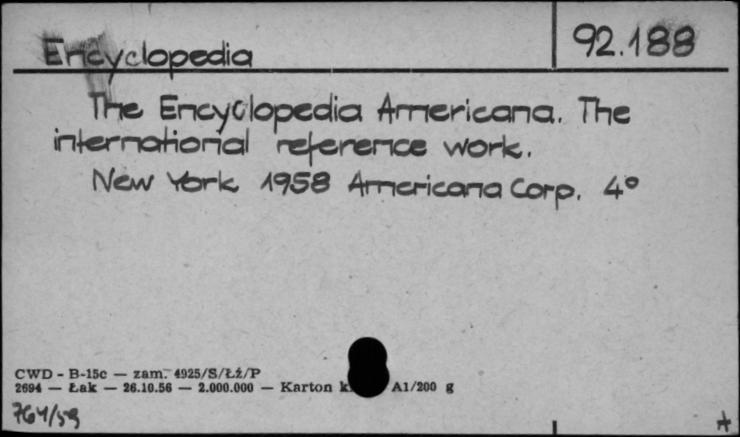 Encyclopedia 92.188
The Encyclopedia Americana. The
international reference work.
New York 1958 Americana Corp. 4°
CWD - B-15c — zam. 4925/S/Łź/P
2694 — Łak — 26.10.56 — 2.000.000 — Karton k A1/200 g
764/59